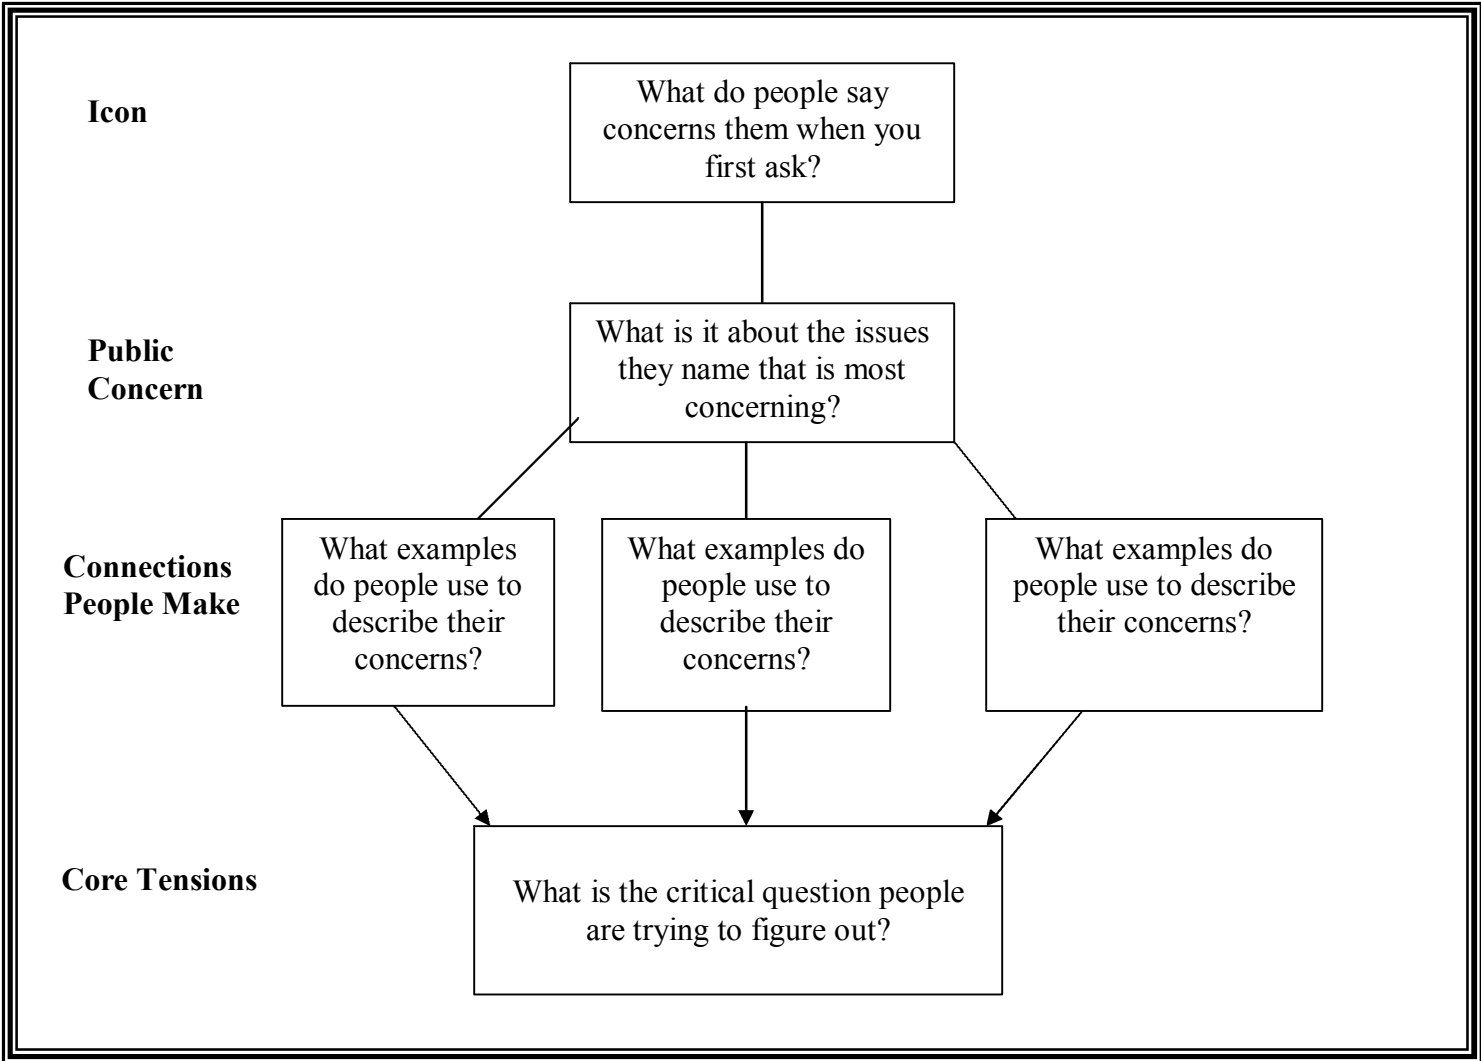 Icon
What do people say
concerns them when you
first ask?
Public
Concern
What is it about the issues
they name that is most
concerning?
Connections
People Make
What examples
do people use to
describe their
concerns?
What examples do
people use to
describe their
concerns?
What examples do
people use to describe
their concerns?
Core Tensions
What is the critical question people
are trying to figure out?